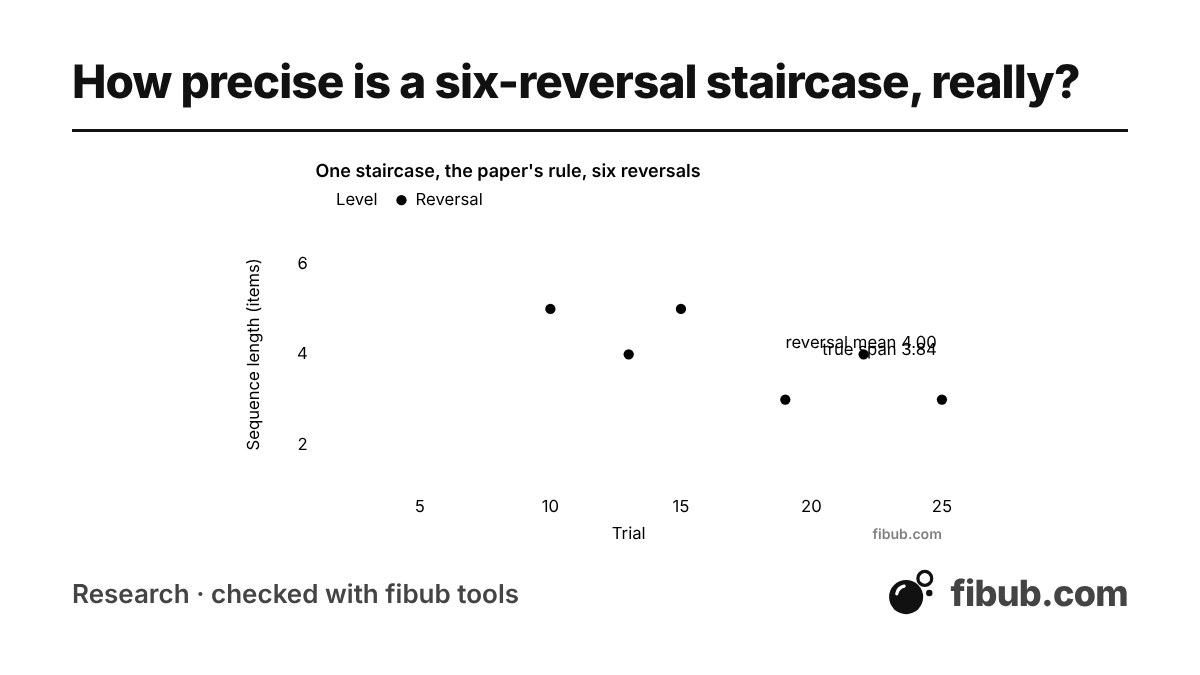 How precise is a six-reversal staircase, really?
One staircase, the paper's rule, six reversals
Level Reversal
Sequence length (items)
6
4
2
reversal mean 4.00
true span 3.84
5 10 15 20 25
Trial
fibub.com
Research · checked with fibub tools
fibub.com